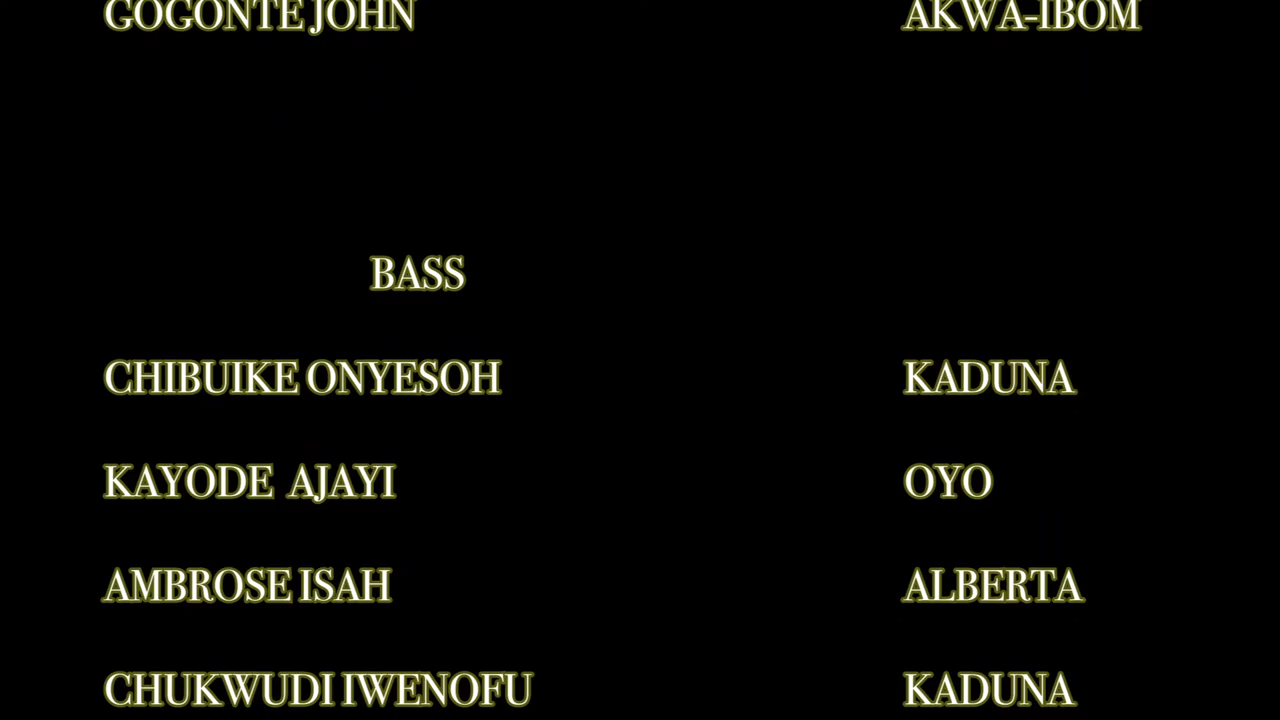 GOGONTE JOHN AKWA-IBOM
BASS
CHIBUIKE ONYESOH KADUNA
KAYODE AJAYI OYO
AMBROSE ISAH ALBERTA
CHUKWUDI IWENOFU KADUNA